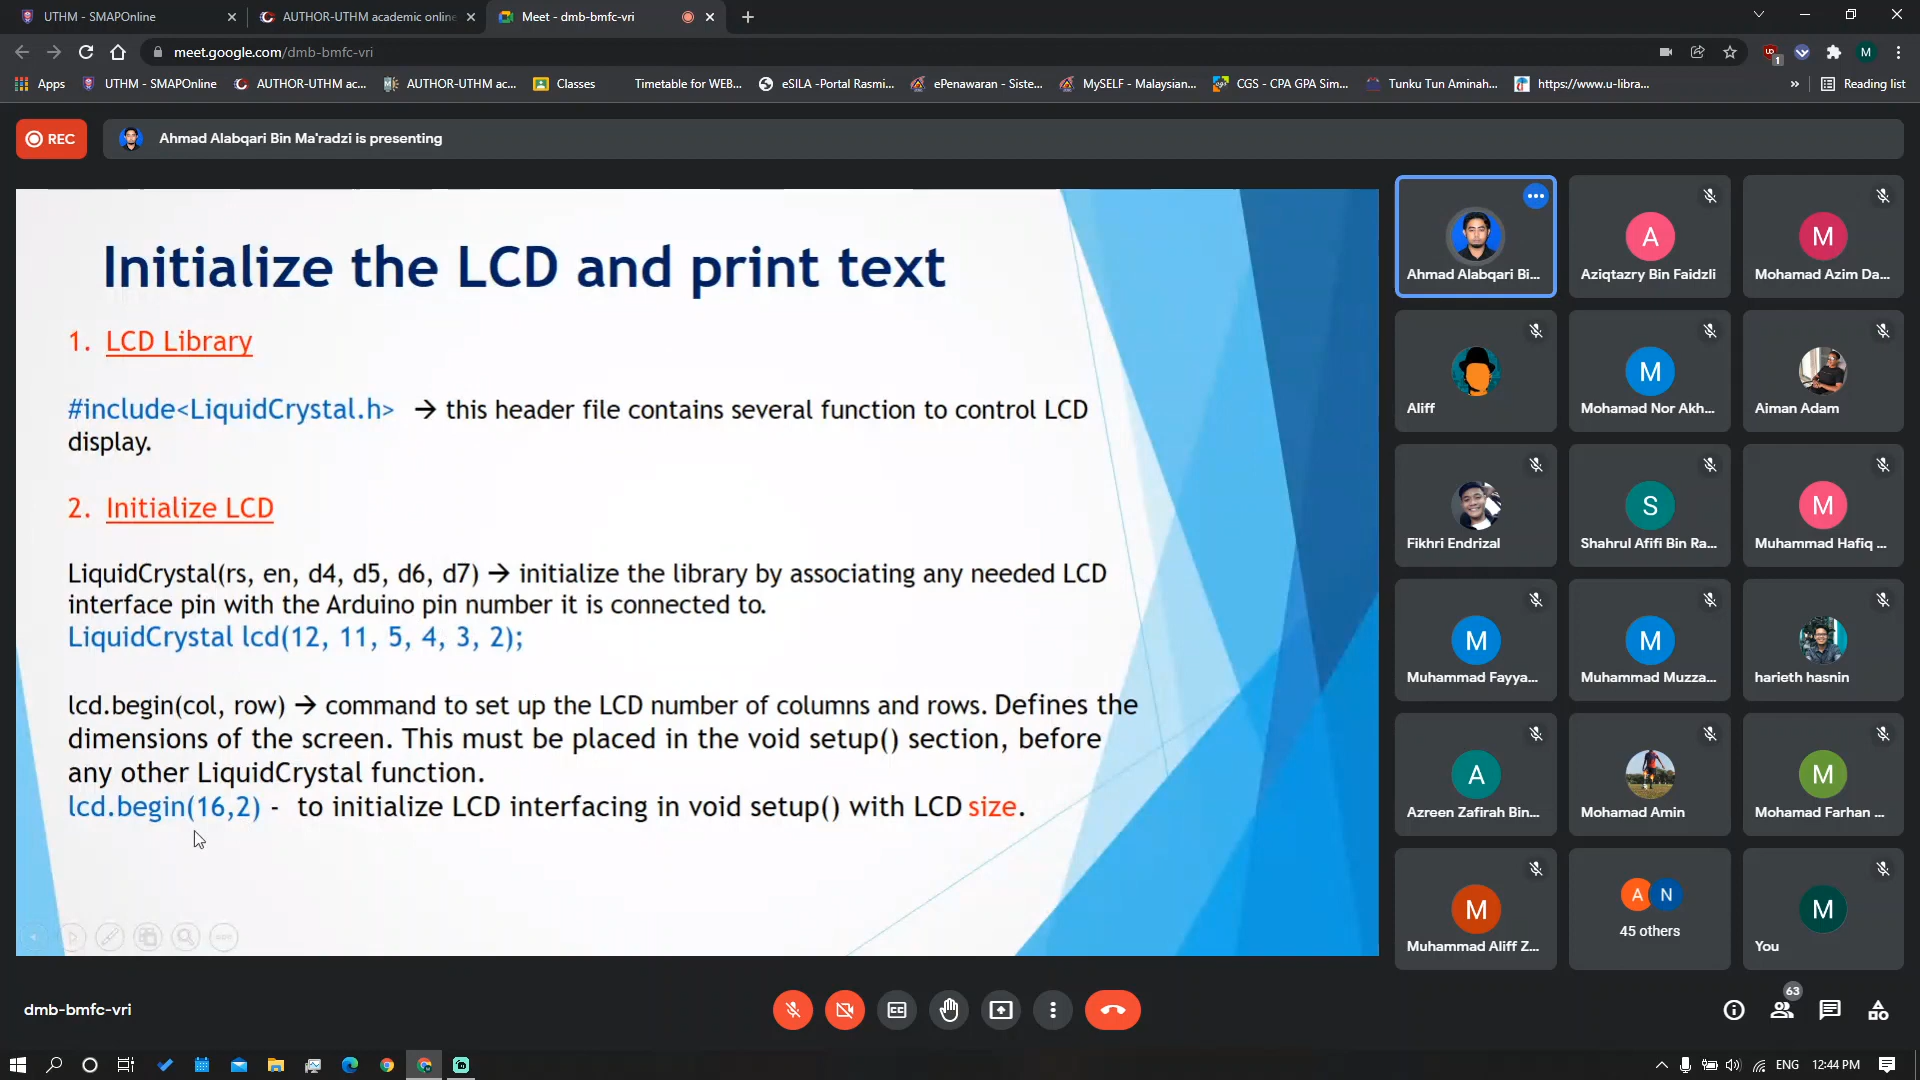 UTHM - SMAPOnline
AUTHOR-UTHM academic online
Meet - dmb-bmfc-vri
meet.google.com/dmb-bmfc-vri
UD
1
M
Apps
UTHM - SMAPOnline
AUTHOR-UTHM ac...
AUTHOR-UTHM ac...
Classes
Timetable for WEB...
eSILA -Portal Rasmi...
ePenawaran - Siste...
MySELF - Malaysian...
CGS - CPA GPA Sim...
Tunku Tun Aminah...
https://www.u-libra...
»
Reading list
REC
Ahmad Alabqari Bin Ma'radzi is presenting
Initialize the LCD and print text
1. LCD Library
#include<LiquidCrystal.h> → this header file contains several function to control LCD
display.
2. Initialize LCD
LiquidCrystal(rs, en, d4, d5, d6, d7) → initialize the library by associating any needed LCD
interface pin with the Arduino pin number it is connected to.
LiquidCrystal lcd(12, 11, 5, 4, 3, 2);
lcd.begin(col, row) → command to set up the LCD number of columns and rows. Defines the
dimensions of the screen. This must be placed in the void setup() section, before
any other LiquidCrystal function.
lcd.begin(16,2) - to initialize LCD interfacing in void setup() with LCD size.
Ahmad Alabqari Bi...
A
Aziqtazry Bin Faidzli
M
Mohamad Azim Da...
Aliff
M
Mohamad Nor Akh...
Aiman Adam
Fikhri Endrizal
S
Shahrul Afifi Bin Ra...
M
Muhammad Hafiq ...
M
Muhammad Fayya...
M
Muhammad Muzza...
harieth hasnin
A
Azreen Zafirah Bin...
Mohamad Amin
M
Mohamad Farhan ...
M
Muhammad Aliff Z...
A N
45 others
M
You
dmb-bmfc-vri
63
ENG
12:44 PM